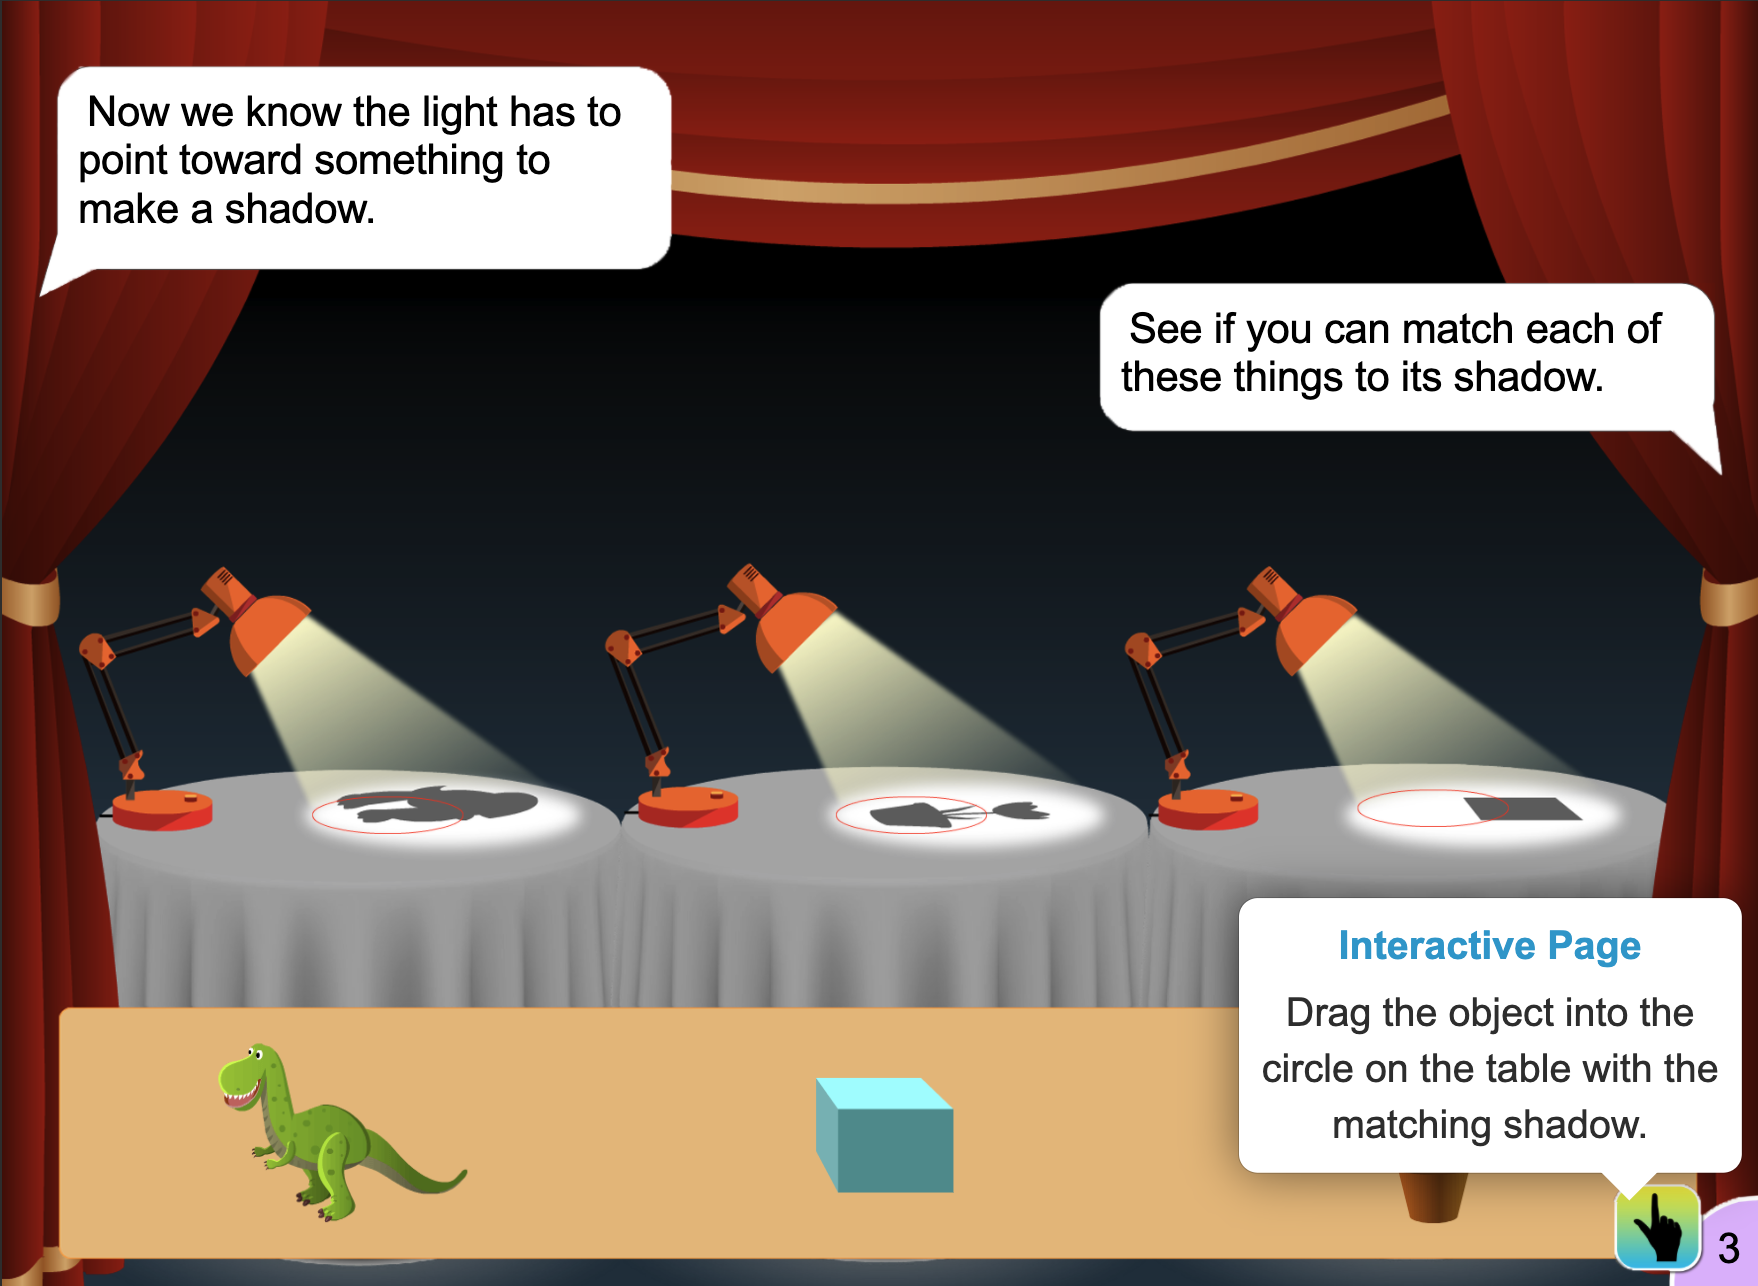 Now we know the light has to
point toward something to
make a shadow.
See if you can match each of
these things to its shadow.
Interactive Page
Drag the object into the
circle on the table with the
matching shadow.
3